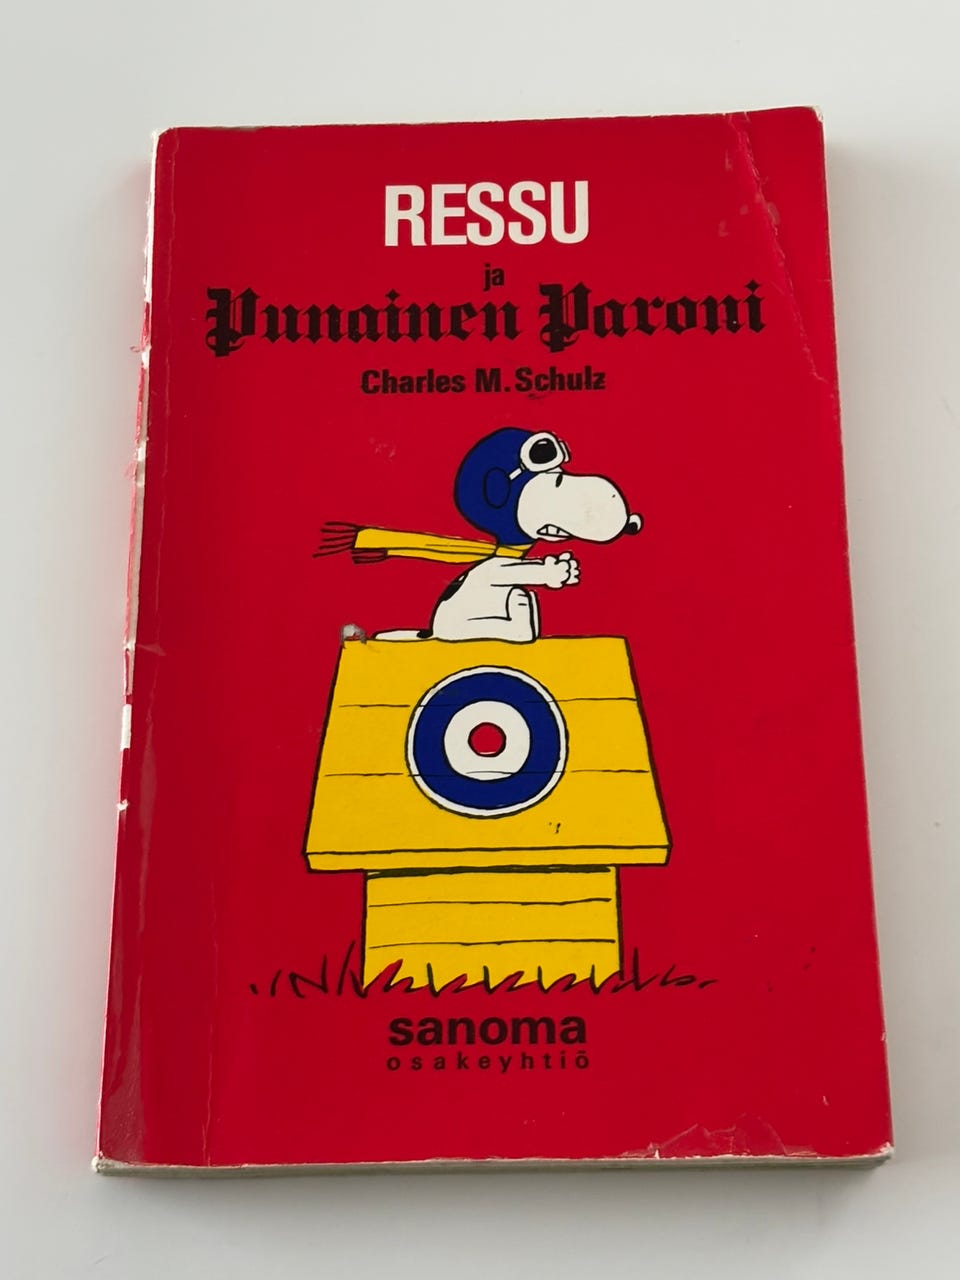 RESSU
ja
Punainen Paroni
Charles M. Schulz
sanoma
osakeyhtiö